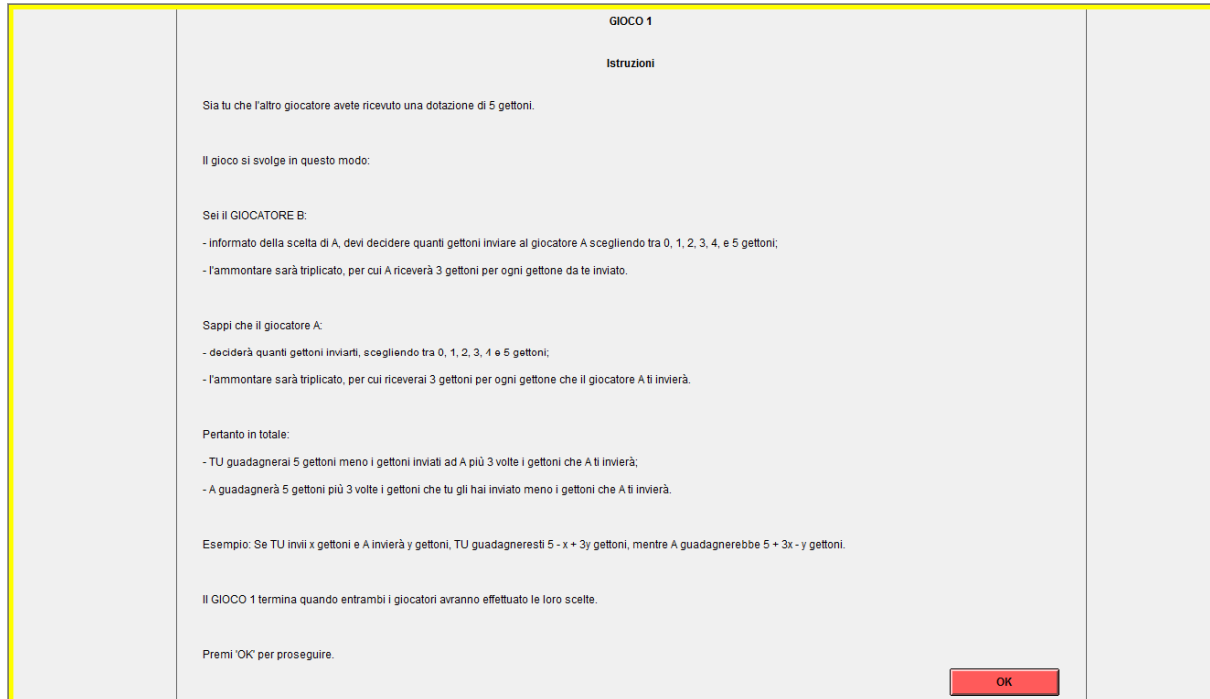 GIOCO 1
Istruzioni
Sia tu che l'altro giocatore avete ricevuto una dotazione di 5 gettoni.
Il gioco si svolge in questo modo:
Sei il GIOCATORE B:
- informato della scelta di A, devi decidere quanti gettoni inviare al giocatore A scegliendo tra 0, 1, 2, 3, 4, e 5 gettoni;
- l'ammontare sarà triplicato, per cui A riceverà 3 gettoni per ogni gettone da te inviato.
Sappi che il giocatore A:
- deciderà quanti gettoni inviarti, scegliendo tra 0, 1, 2, 3, 4 e 5 gettoni;
- l'ammontare sarà triplicato, per cui riceverai 3 gettoni per ogni gettone che il giocatore A ti invierà.
Pertanto in totale:
- TU guadagnerai 5 gettoni meno i gettoni inviati ad A più 3 volte i gettoni che A ti invierà;
- A guadagnerà 5 gettoni più 3 volte i gettoni che tu gli hai inviato meno i gettoni che A ti invierà.
Esempio: Se TU invii x gettoni e A invierà y gettoni, TU guadagneresti 5 - x + 3y gettoni, mentre A guadagnerebbe 5 + 3x - y gettoni.
Il GIOCO 1 termina quando entrambi i giocatori avranno effettuato le loro scelte.
Premi 'OK' per proseguire.
OK